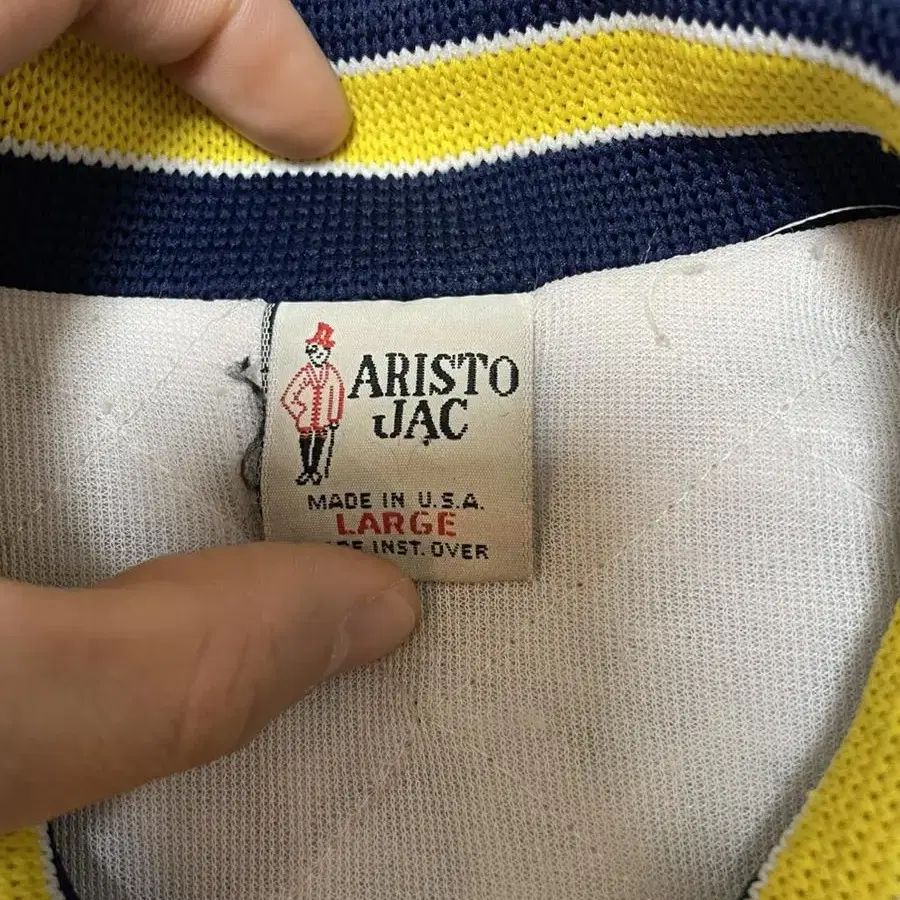 ARISTO
JAC
MADE IN U.S.A.
LARGE
INST. OVER